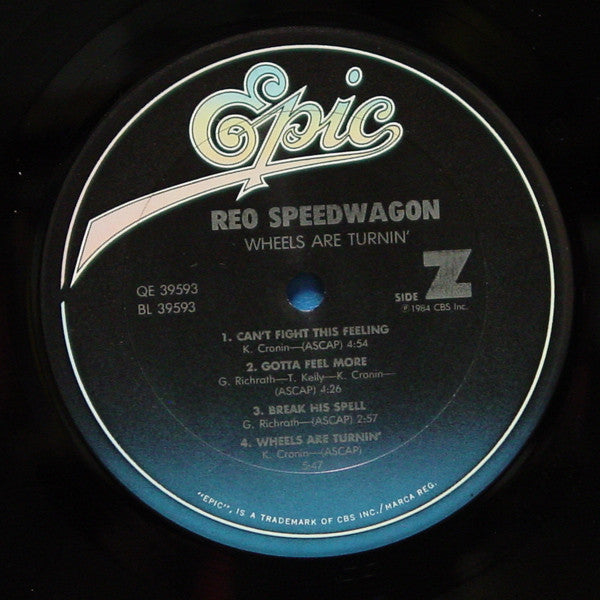 Epic
REO SPEEDWAGON
WHEELS ARE TURNIN'
QE 39593
BL 39593
SIDE Z
℗ 1984 CBS Inc.
1. CAN'T FIGHT THIS FEELING
K. Cronin—(ASCAP) 4:54
2. GOTTA FEEL MORE
G. Richrath—T. Kelly—K. Cronin—
(ASCAP) 4:26
3. BREAK HIS SPELL
G. Richrath—(ASCAP) 2:57
4. WHEELS ARE TURNIN'
K. Cronin—(ASCAP)
5:47
"EPIC", IS A TRADEMARK OF CBS INC./MARCA REG.